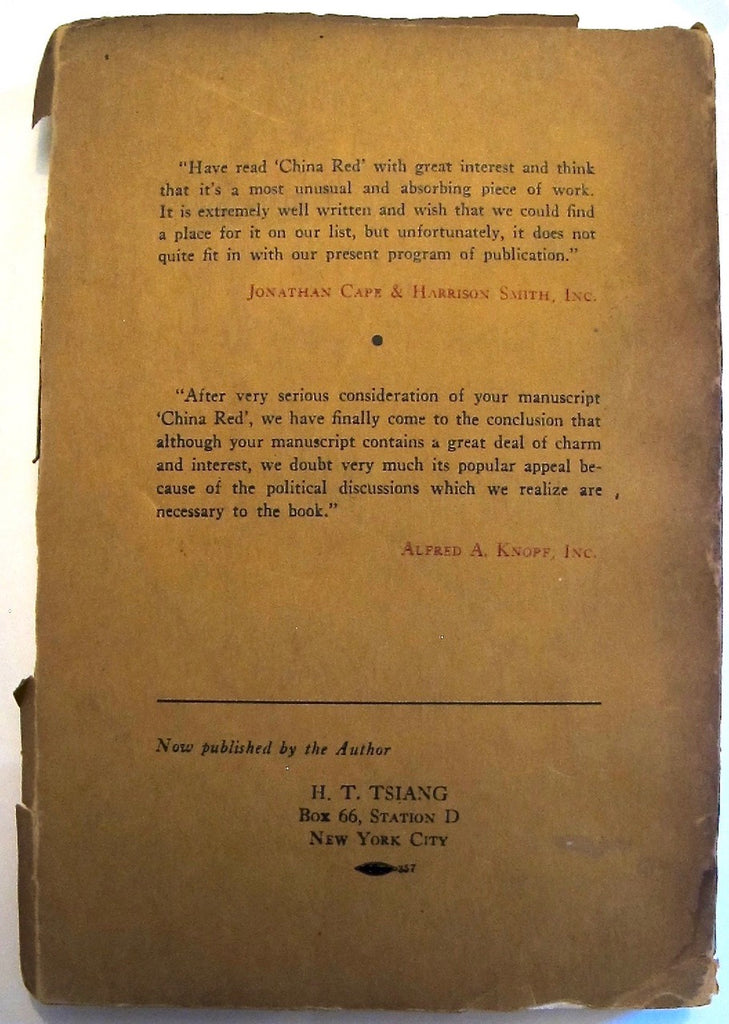 "Have read 'China Red' with great interest and think
that it's a most unusual and absorbing piece of work.
It is extremely well written and wish that we could find
a place for it on our list, but unfortunately, it does not
quite fit in with our present program of publication."
JONATHAN CAPE & HARRISON SMITH, INC.
"After very serious consideration of your manuscript
'China Red', we have finally come to the conclusion that
although your manuscript contains a great deal of charm
and interest, we doubt very much its popular appeal be-
cause of the political discussions which we realize are
necessary to the book."
ALFRED A. KNOPF, INC.
Now published by the Author
H. T. TSIANG
BOX 66, STATION D
NEW YORK CITY
357